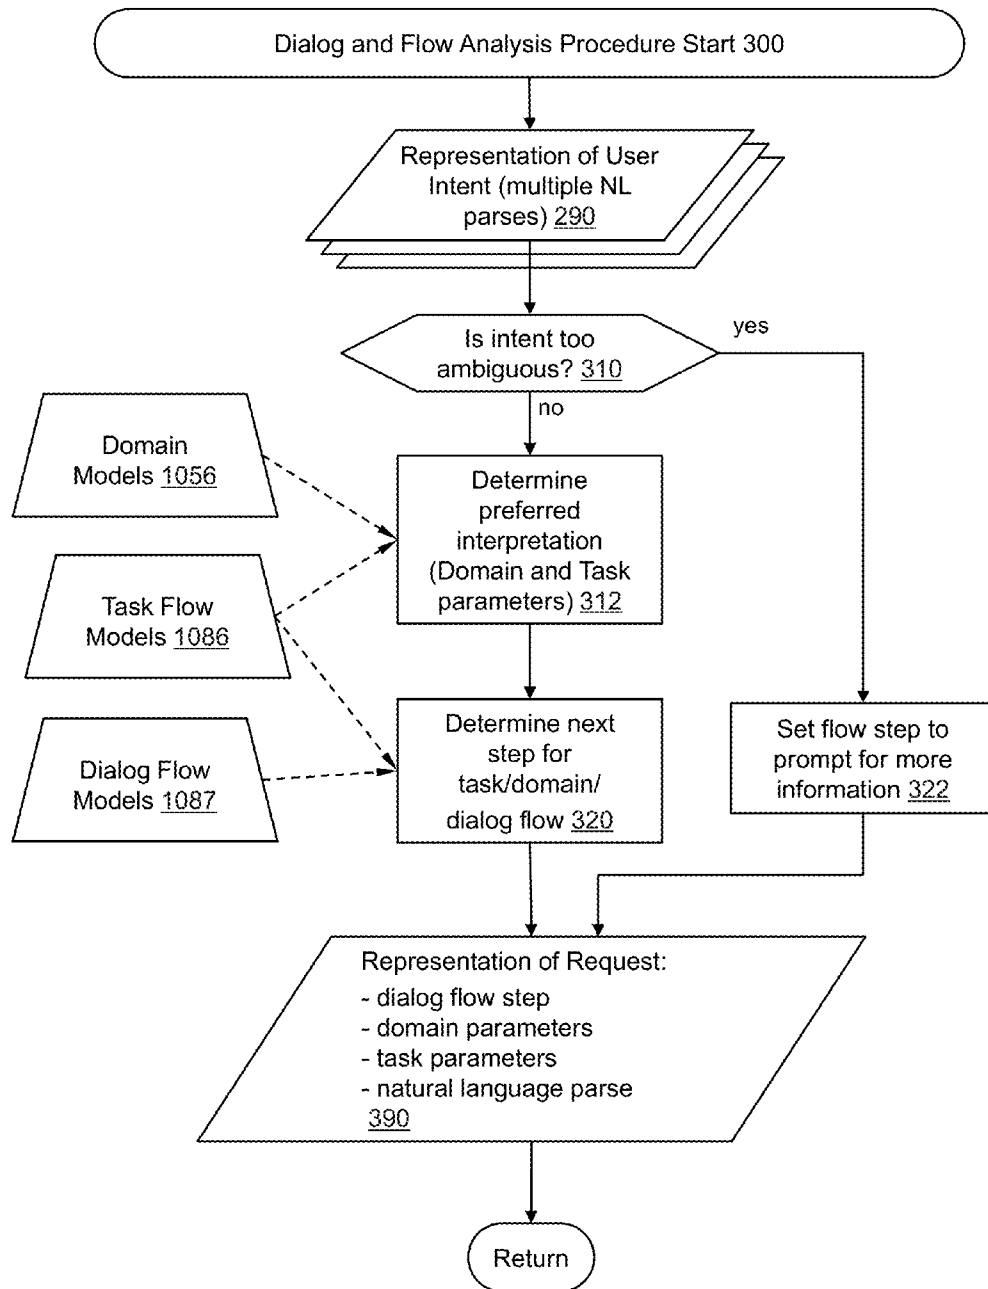 Dialog and Flow Analysis Procedure Start 300
Representation of User
Intent (multiple NL
parses) 290
Is intent too
ambiguous? 310
yes
no
Domain
Models 1056
Determine
preferred
interpretation
(Domain and Task
parameters) 312
Task Flow
Models 1086
Dialog Flow
Models 1087
Determine next
step for
task/domain/
dialog flow 320
Set flow step to
prompt for more
information 322
Representation of Request:
- dialog flow step
- domain parameters
- task parameters
- natural language parse
390
Return